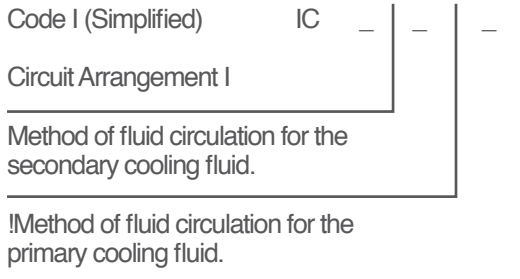 Code I (Simplified) IC _ _ _
Circuit Arrangement I
Method of fluid circulation for the
secondary cooling fluid.
!Method of fluid circulation for the
primary cooling fluid.